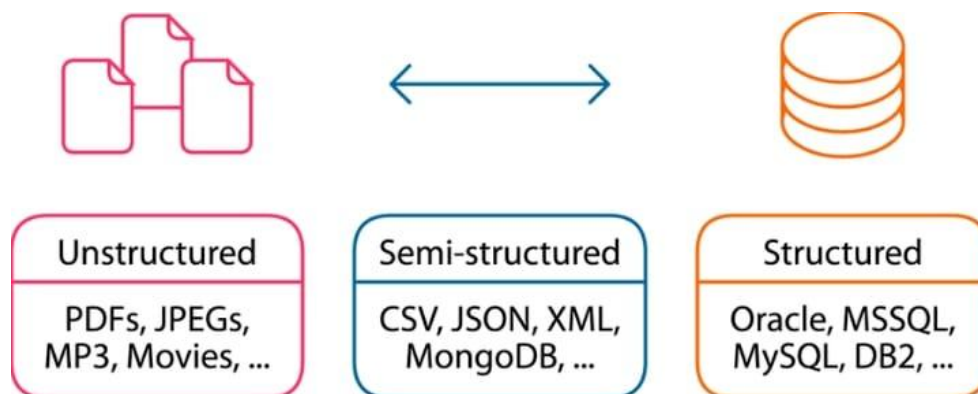 Unstructured
PDFs, JPEGs,
MP3, Movies, ...
Semi-structured
CSV, JSON, XML,
MongoDB, ...
Structured
Oracle, MSSQL,
MySQL, DB2, ...